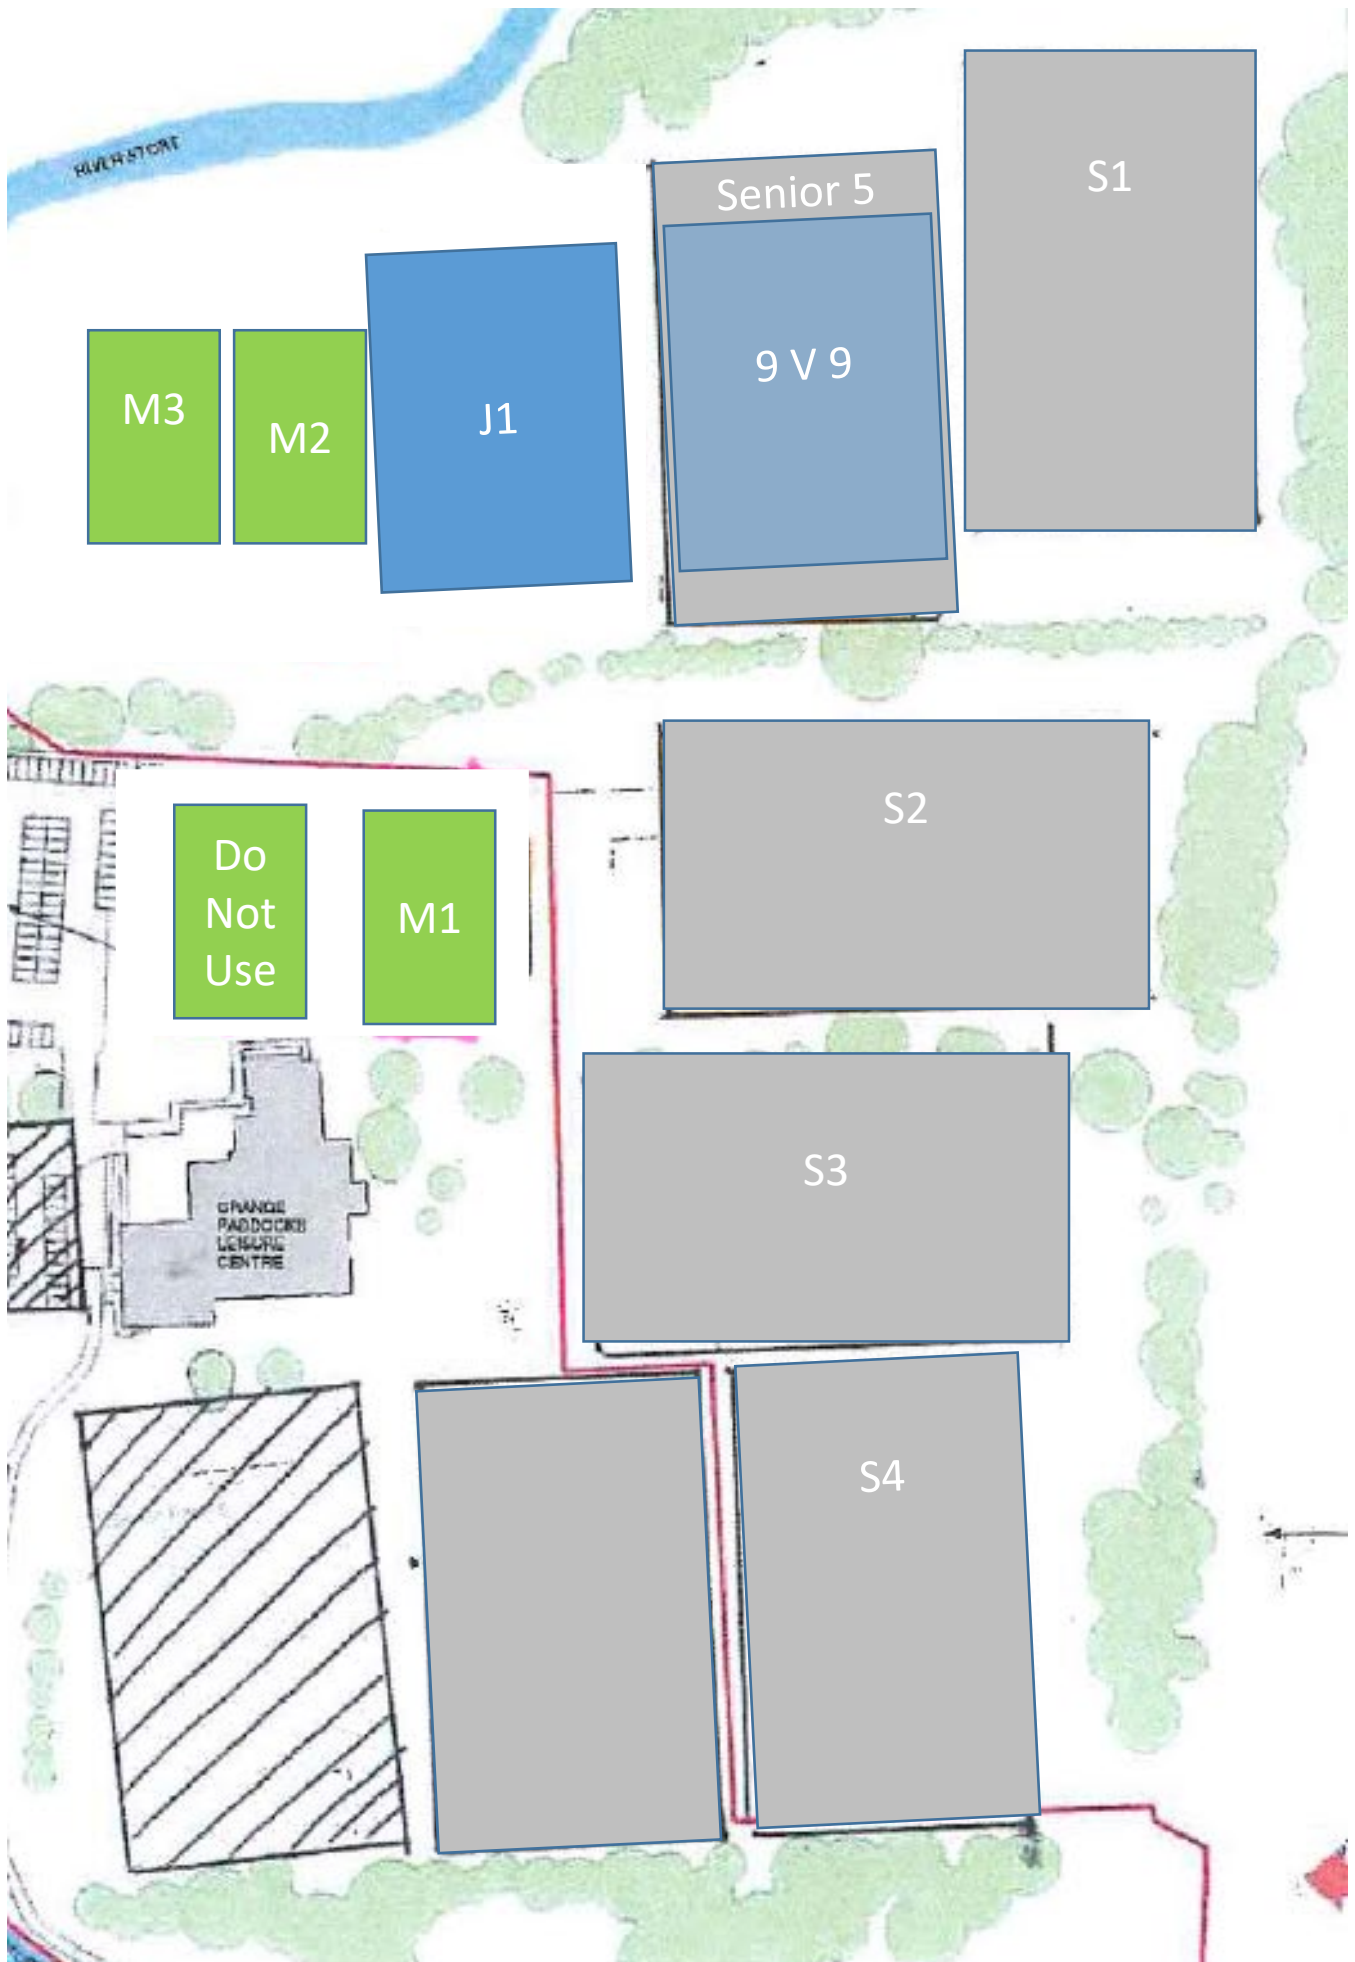 RIVER STORT
S1
Senior 5
9 V 9
J1
M3
M2
S2
Do
Not
Use
M1
S3
GRANGE
PADDOCKS
LEISURE
CENTRE
S4